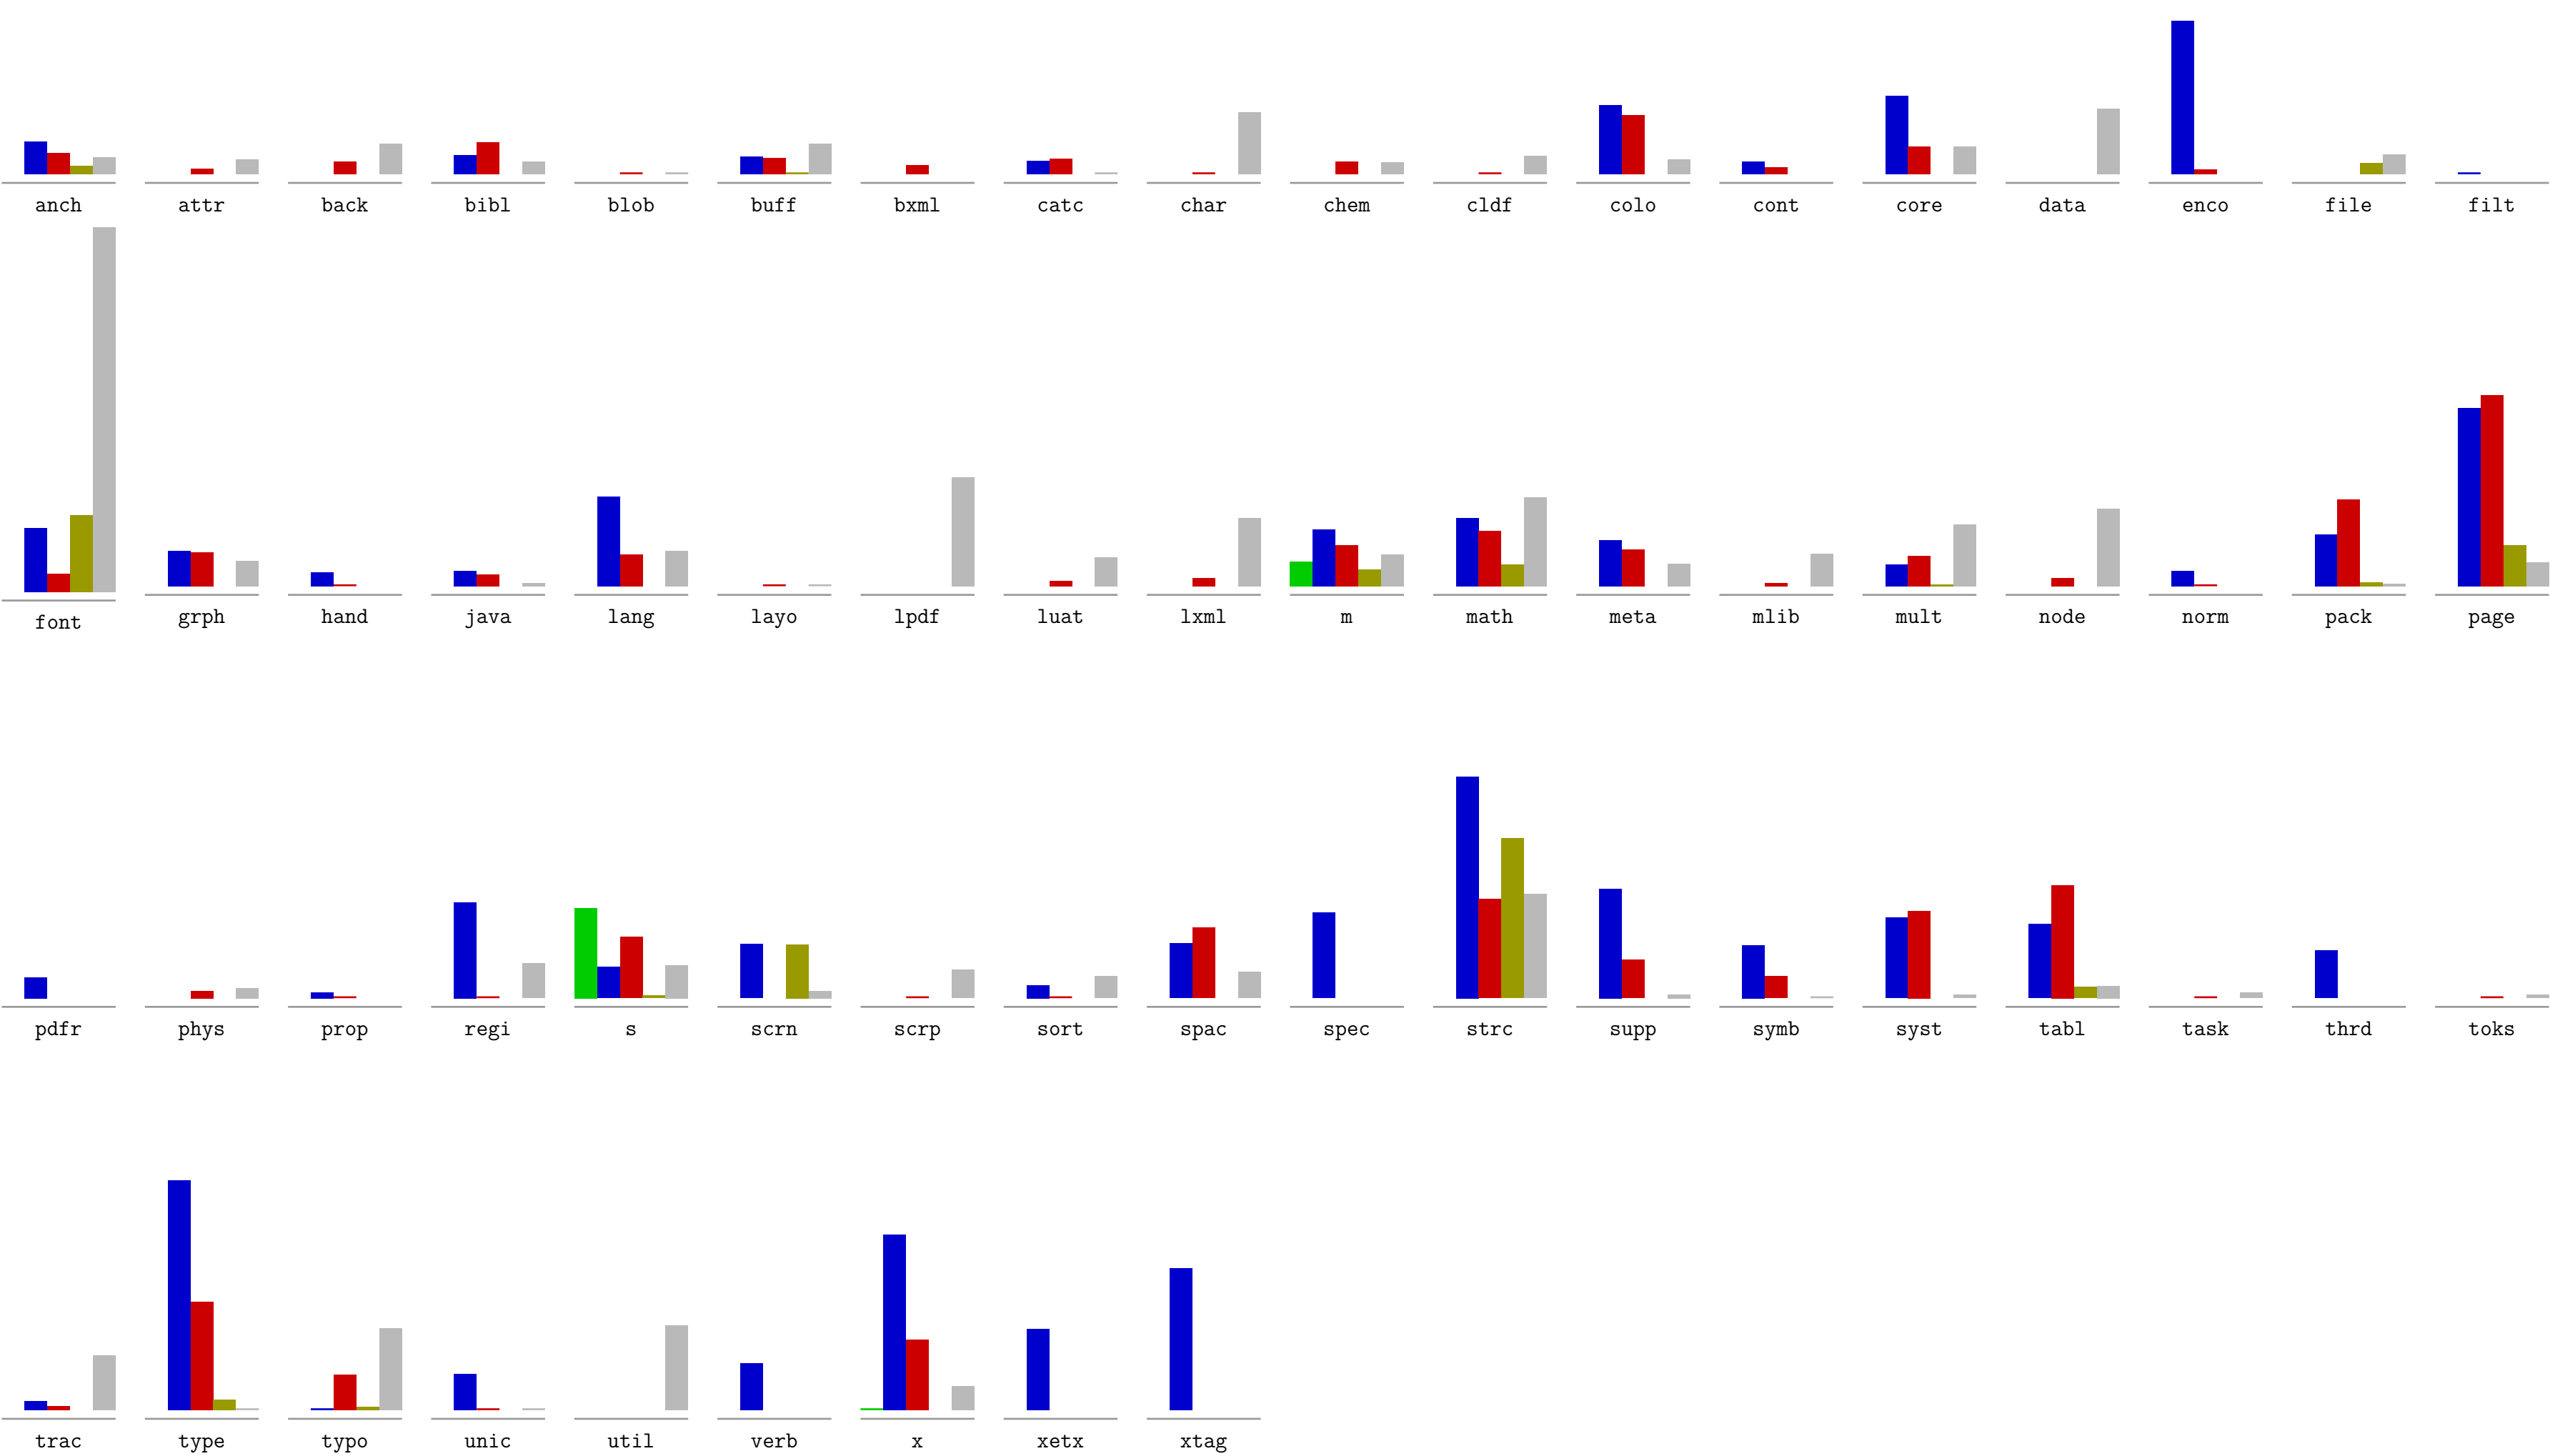 anch attr back bibl blob buff bxml catc char chem cldf colo cont core data enco file filt
font grph hand java lang layo lpdf luat lxml m math meta mlib mult node norm pack page
pdfr phys prop regi s scrn scrp sort spac spec strc supp symb syst tabl task thrd toks
trac type typo unic util verb x xetx xtag